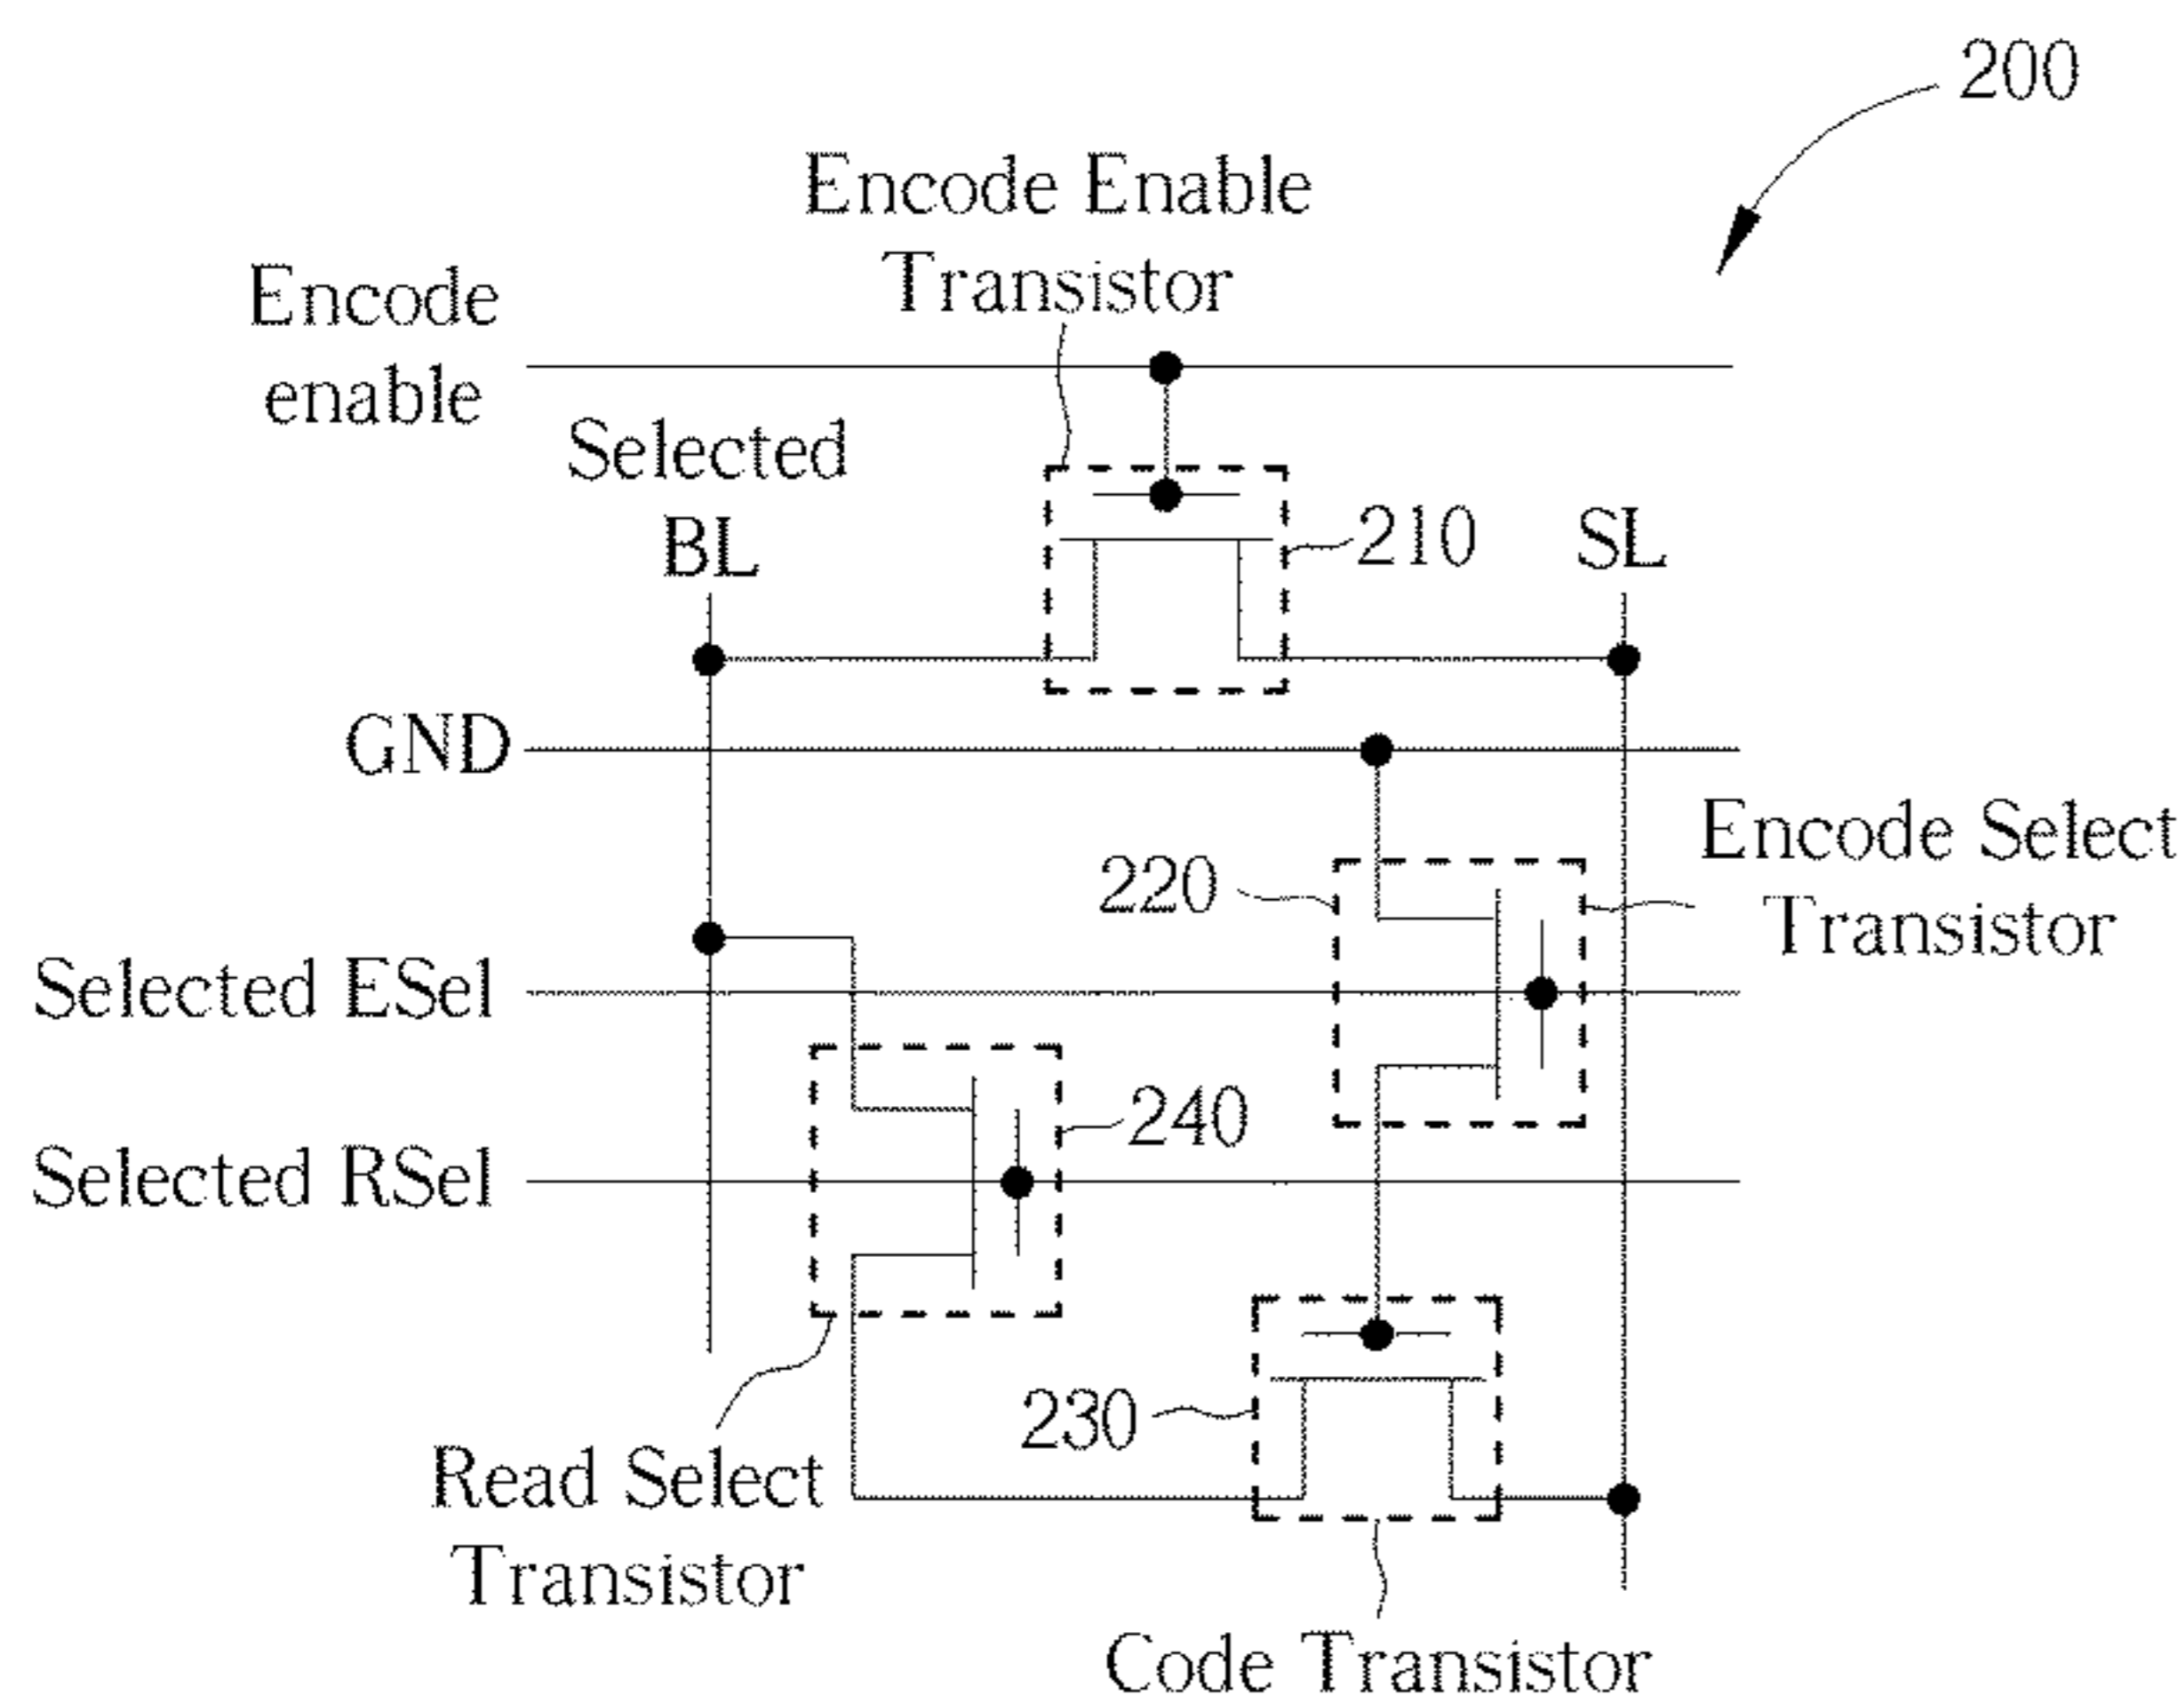 200
Encode Enable
Transistor
Encode
enable
Selected
BL
210
SL
GND
Encode Select
Transistor
220
Selected ESel
240
Selected RSel
230
Read Select
Transistor
Code Transistor